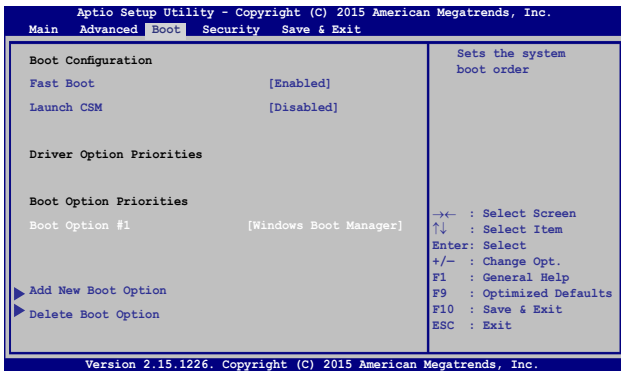 Aptio Setup Utility - Copyright (C) 2015 American Megatrends, Inc.
Main Advanced Boot Security Save & Exit
Boot Configuration
Fast Boot [Enabled]
Launch CSM [Disabled]
Driver Option Priorities
Boot Option Priorities
Boot Option #1 [Windows Boot Manager]
Add New Boot Option
Delete Boot Option
Sets the system
boot order
→← : Select Screen
↑↓ : Select Item
Enter: Select
+/— : Change Opt.
F1 : General Help
F9 : Optimized Defaults
F10 : Save & Exit
ESC : Exit
Version 2.15.1226. Copyright (C) 2015 American Megatrends, Inc.